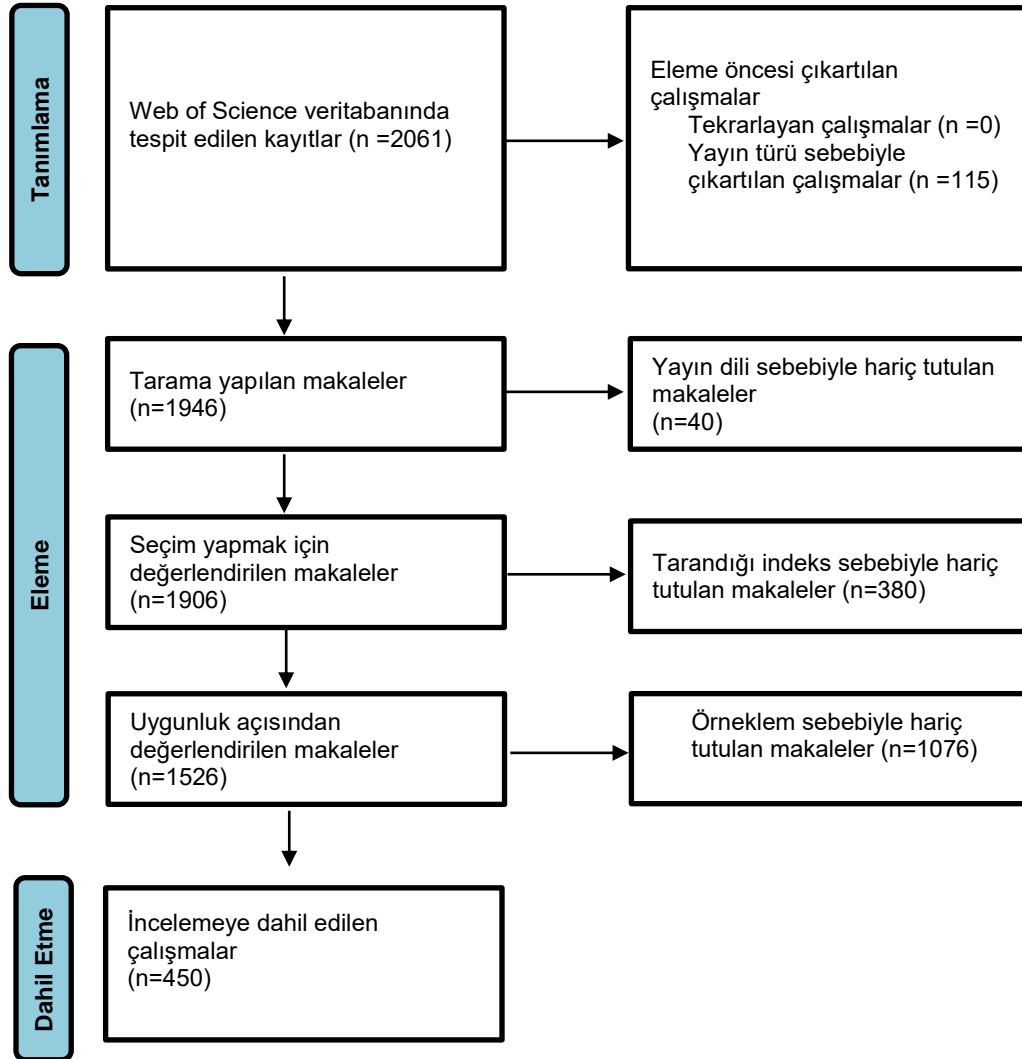 Tanımlama
Web of Science veritabanında
tespit edilen kayıtlar (n =2061)
Eleme öncesi çıkartılan
çalışmalar
Tekrarlayan çalışmalar (n =0)
Yayın türü sebebiyle
çıkartılan çalışmalar (n =115)
Eleme
Tarama yapılan makaleler
(n=1946)
Yayın dili sebebiyle hariç tutulan
makaleler
(n=40)
Seçim yapmak için
değerlendirilen makaleler
(n=1906)
Tarandığı indeks sebebiyle hariç
tutulan makaleler (n=380)
Uygunluk açısından
değerlendirilen makaleler
(n=1526)
Örneklem sebebiyle hariç
tutulan makaleler (n=1076)
Dahil Etme
İncelemeye dahil edilen
çalışmalar
(n=450)